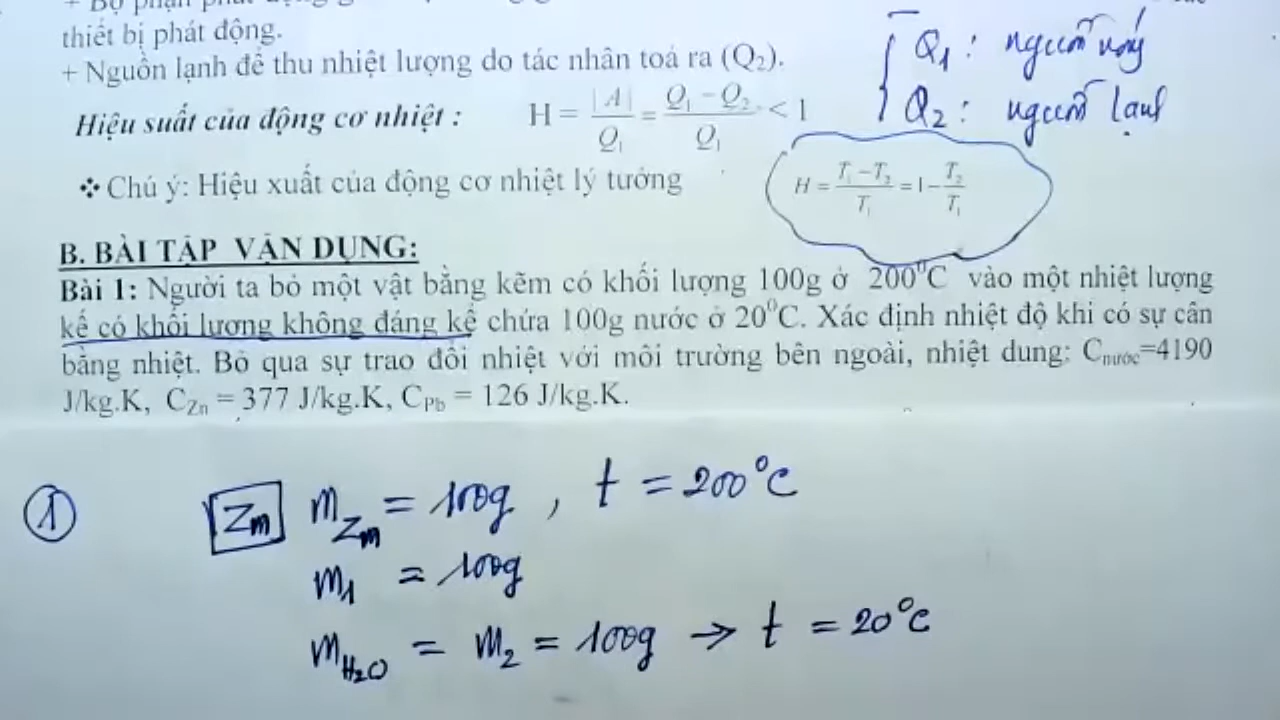 thiết bị phát động.
+ Nguồn lạnh để thu nhiệt lượng do tác nhân toả ra (Q₂).
Q₁ : nguồn nóng
Q₂ : nguồn lạnh
Hiệu suất của động cơ nhiệt : H = |A|/Q₁ = (Q₁ – Q₂)/Q₁ < 1
❖ Chú ý: Hiệu xuất của động cơ nhiệt lý tưởng H = (T₁ – T₂)/T₁ = 1 – T₂/T₁
B. BÀI TẬP VẬN DỤNG:
Bài 1: Người ta bỏ một vật bằng kẽm có khối lượng 100g ở 200⁰C vào một nhiệt lượng
kế có khối lượng không đáng kể chứa 100g nước ở 20⁰C. Xác định nhiệt độ khi có sự cân
bằng nhiệt. Bỏ qua sự trao đổi nhiệt với môi trường bên ngoài, nhiệt dung: Cₙước=4190
J/kg.K, C_Zn = 377 J/kg.K, C_Pb = 126 J/kg.K.
① Zn m_Zn = 100g , t = 200°C
m₁ = 100g
m_H₂O = m₂ = 100g → t = 20°C